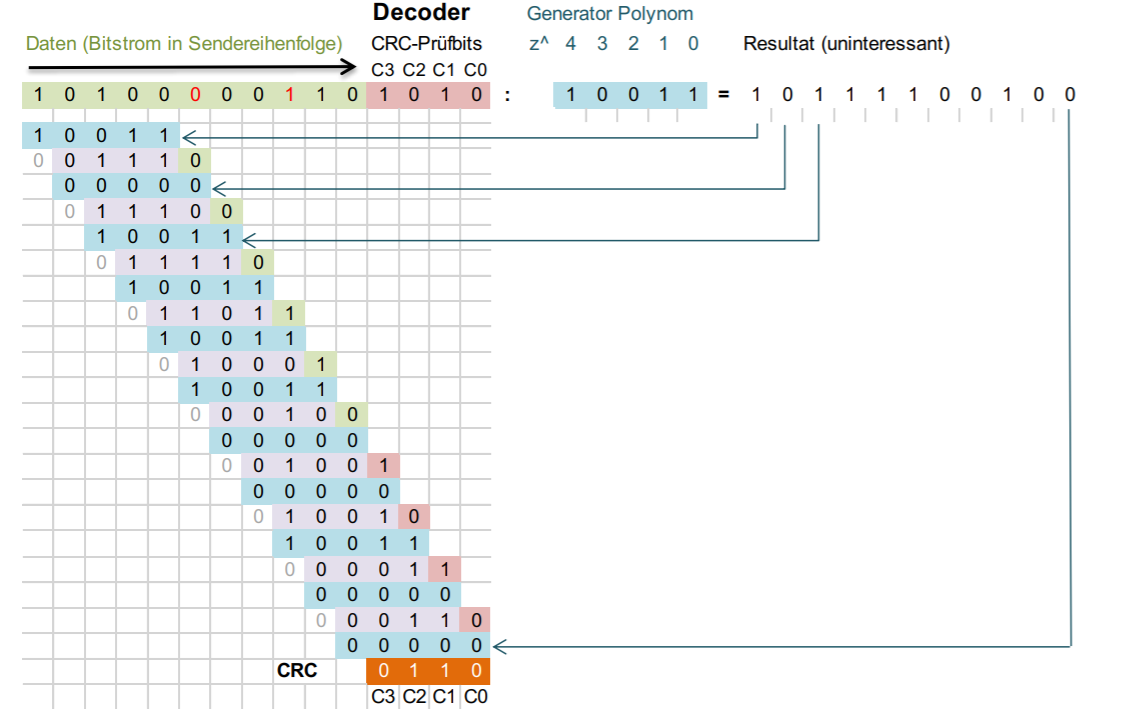 Decoder Generator Polynom
Daten (Bitstrom in Sendereihenfolge) CRC-Prüfbits z^ 4 3 2 1 0 Resultat (uninteressant)
C3 C2 C1 C0
1 0 1 0 0 0 0 0 1 1 0 1 0 1 0 : 1 0 0 1 1 = 1 0 1 1 1 1 0 0 1 0 0
1 0 0 1 1
0 0 1 1 1 0
0 0 0 0 0
0 1 1 1 0 0
1 0 0 1 1
0 1 1 1 1 0
1 0 0 1 1
0 1 1 0 1 1
1 0 0 1 1
0 1 0 0 0 1
1 0 0 1 1
0 0 0 1 0 0
0 0 0 0 0
0 0 1 0 0 1
0 0 0 0 0
0 1 0 0 1 0
1 0 0 1 1
0 0 0 0 1 1
0 0 0 0 0
0 0 0 1 1 0
0 0 0 0 0
CRC 0 1 1 0
C3 C2 C1 C0